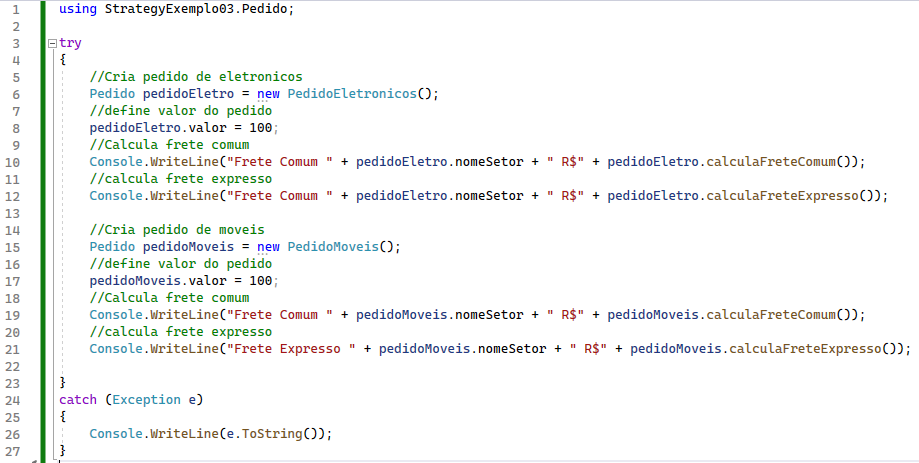 1 using StrategyExemplo03.Pedido;
2
3 try
4 {
5 //Cria pedido de eletronicos
6 Pedido pedidoEletro = new PedidoEletronicos();
7 //define valor do pedido
8 pedidoEletro.valor = 100;
9 //Calcula frete comum
10 Console.WriteLine("Frete Comum " + pedidoEletro.nomeSetor + " R$" + pedidoEletro.calculaFreteComum());
11 //calcula frete expresso
12 Console.WriteLine("Frete Comum " + pedidoEletro.nomeSetor + " R$" + pedidoEletro.calculaFreteExpresso());
13
14 //Cria pedido de moveis
15 Pedido pedidoMoveis = new PedidoMoveis();
16 //define valor do pedido
17 pedidoMoveis.valor = 100;
18 //Calcula frete comum
19 Console.WriteLine("Frete Comum " + pedidoMoveis.nomeSetor + " R$" + pedidoMoveis.calculaFreteComum());
20 //calcula frete expresso
21 Console.WriteLine("Frete Expresso " + pedidoMoveis.nomeSetor + " R$" + pedidoMoveis.calculaFreteExpresso());
22
23 }
24 catch (Exception e)
25 {
26 Console.WriteLine(e.ToString());
27 }